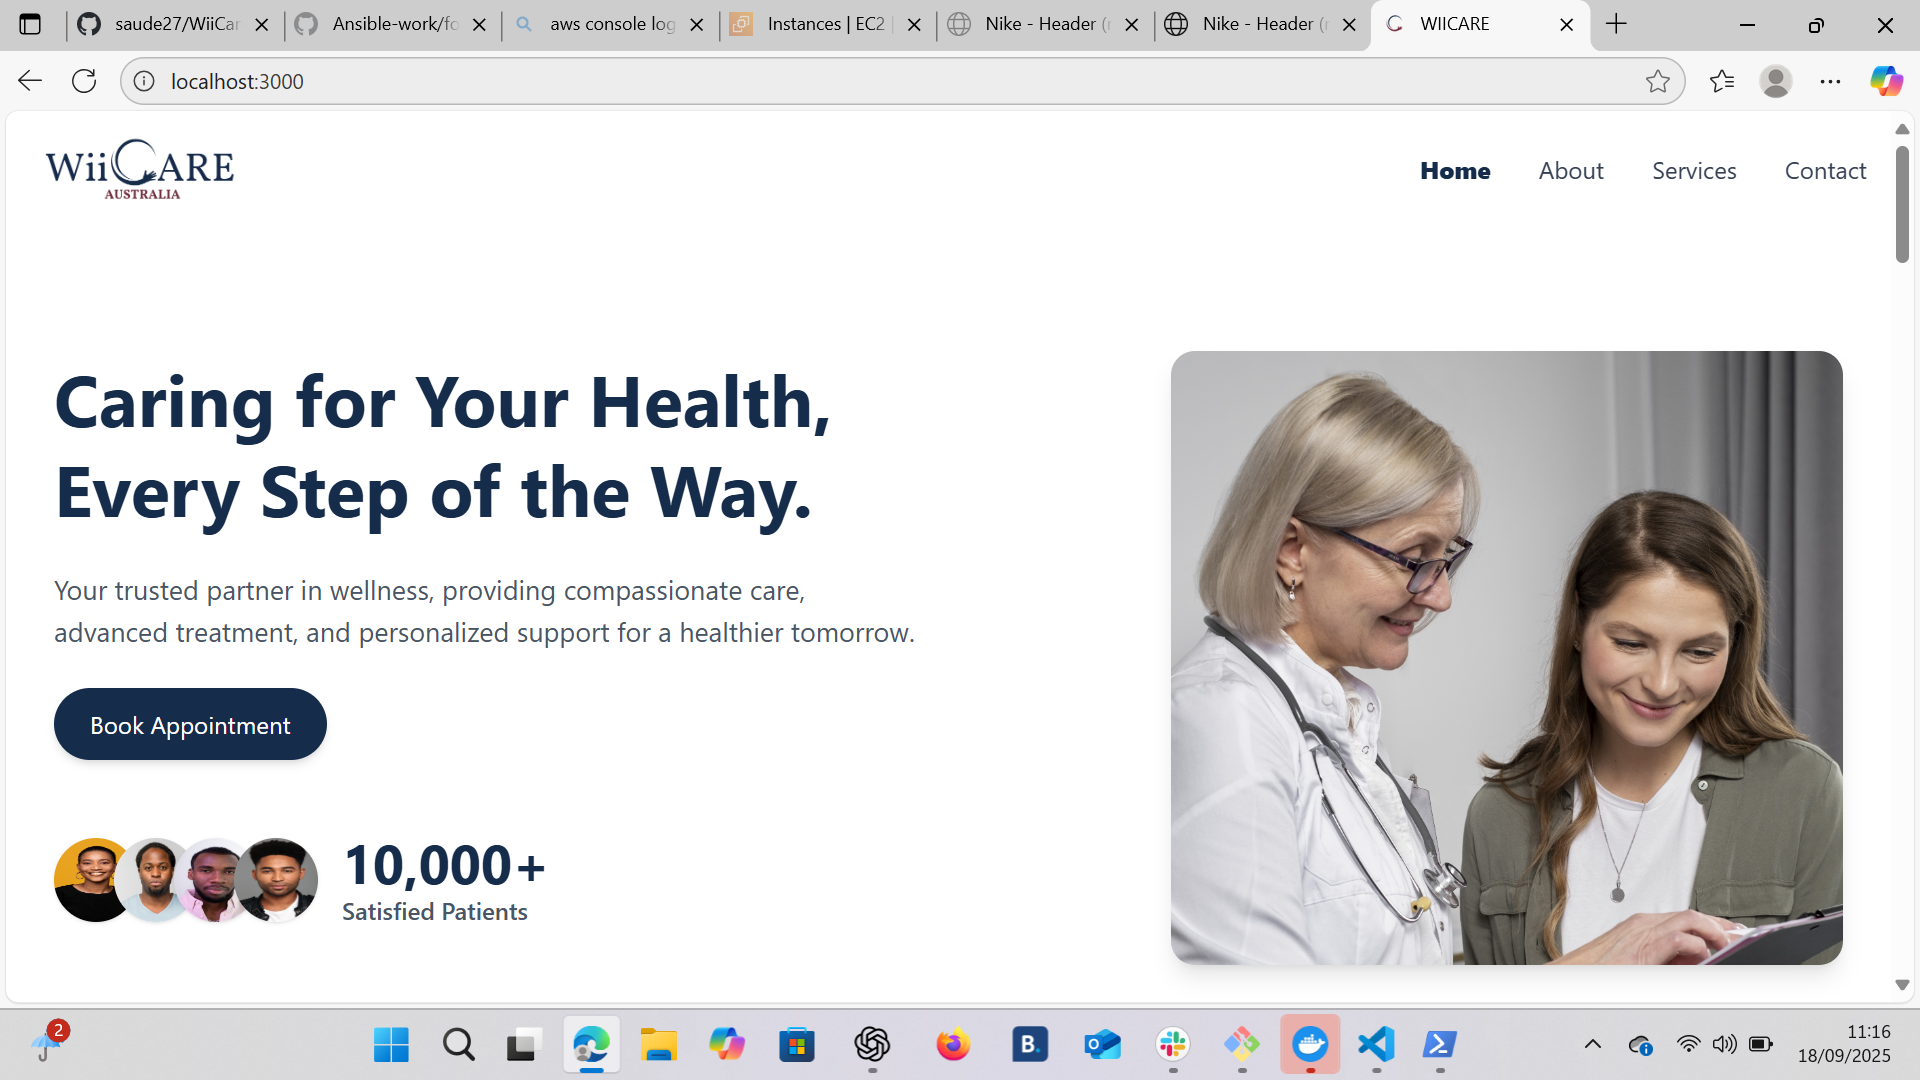 saude27/WiiCar
Ansible-work/fo
aws console log
Instances | EC2 |
Nike - Header (r
Nike - Header (r
WIICARE
localhost:3000
WiiCARE
AUSTRALIA
Home
About
Services
Contact
Caring for Your Health,
Every Step of the Way.
Your trusted partner in wellness, providing compassionate care,
advanced treatment, and personalized support for a healthier tomorrow.
Book Appointment
10,000+
Satisfied Patients
2
B.
11:16
18/09/2025